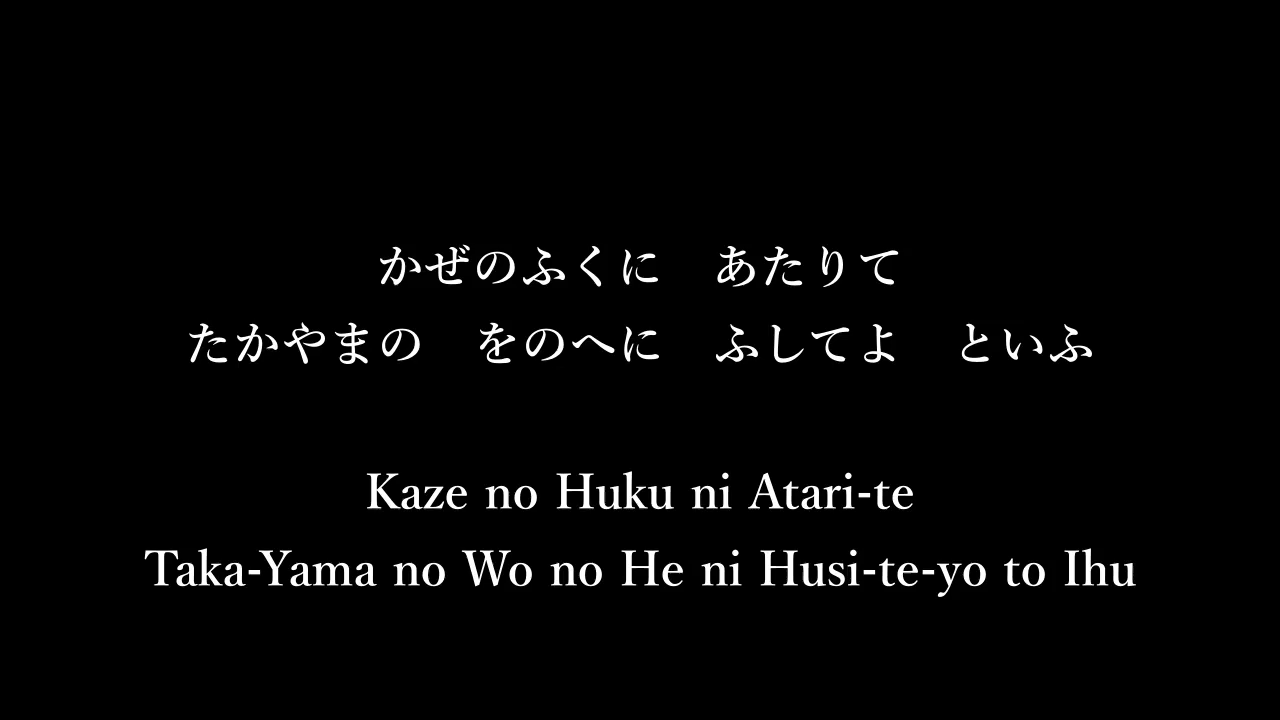 かぜのふくに　あたりて
たかやまの　をのへに　ふしてよ　といふ
Kaze no Huku ni Atari-te
Taka-Yama no Wo no He ni Husi-te-yo to Ihu